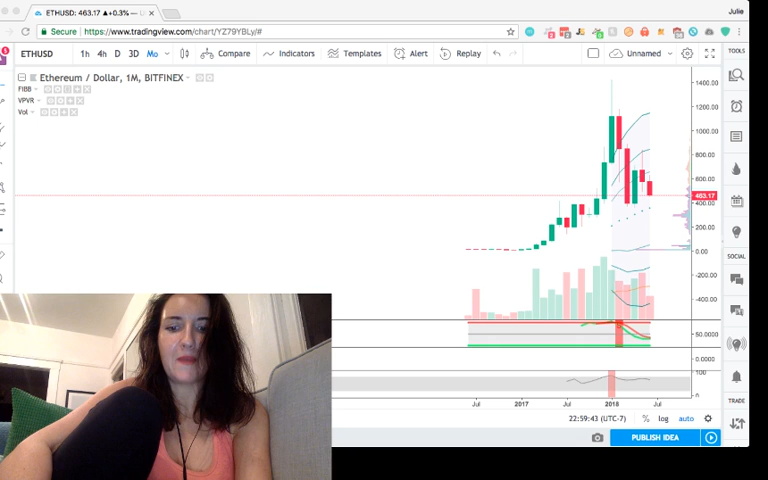 ETHUSD: 463.17 ▲+0.3% — U
Julie
Secure
https://www.tradingview.com/chart/YZ79YBLy/#
ETHUSD 1h 4h D 3D Mo Compare Indicators Templates Alert Replay Unnamed
TOOLS
Ethereum / Dollar, 1M, BITFINEX
FIBB
VPVR
Vol
1400.00
1200.00
1000.00
800.00
600.00
463.17
400.00
200.00
0.00
-200.00
-400.00
50.0000
0.0000
100
0
SOCIAL
TRADE
Jul 2017 Jul 2018 Jul
22:59:43 (UTC-7) % log auto
PUBLISH IDEA